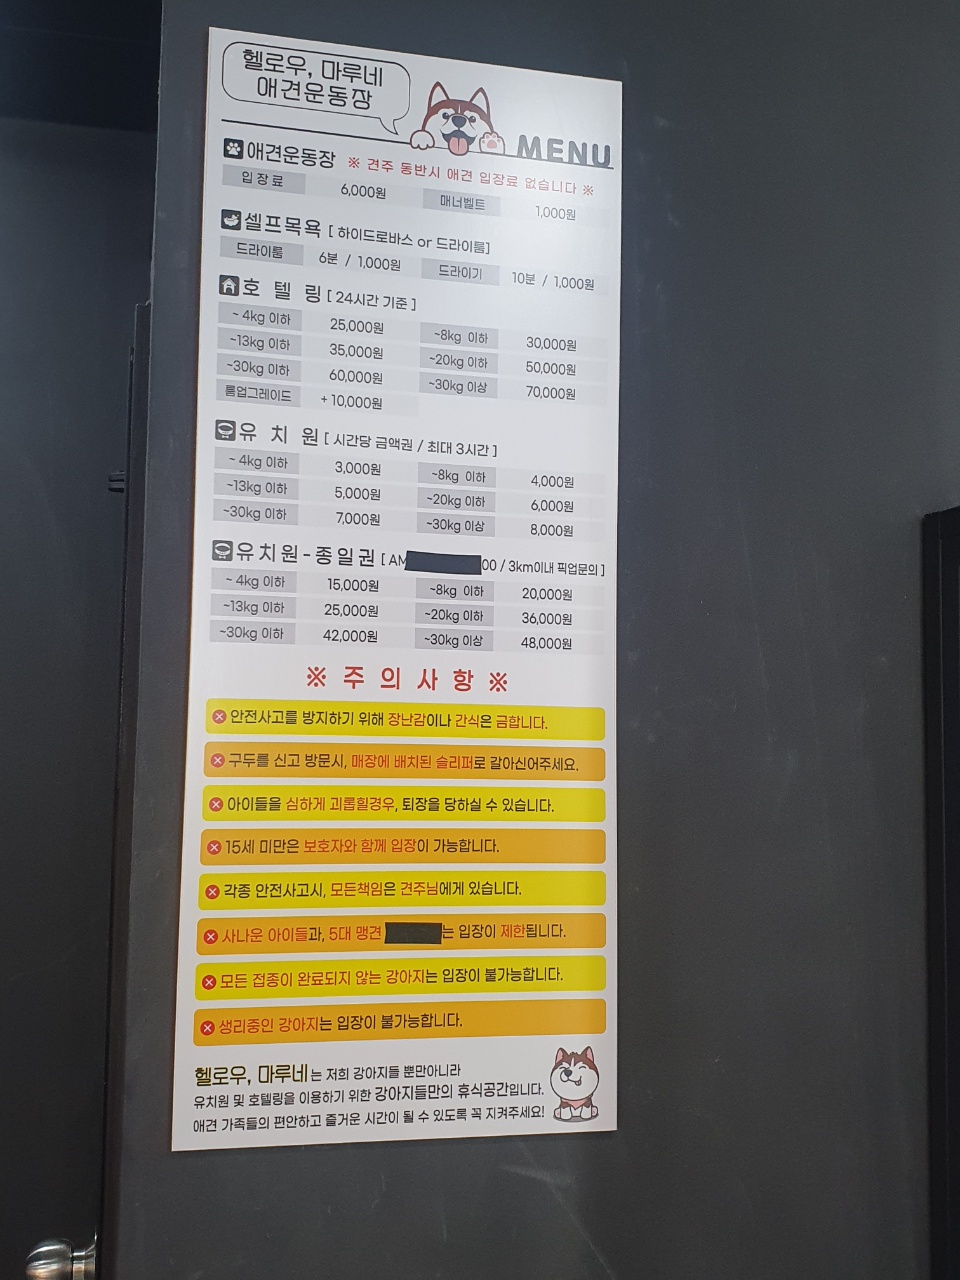 헬로우, 마루네
애견운동장
MENU
애견운동장 ※ 견주 동반시 애견 입장료 없습니다 ※
입장료 6,000원 매너벨트 1,000원
셀프목욕 [ 하이드로바스 or 드라이룸]
드라이룸 6분 / 1,000원 드라이기 10분 / 1,000원
호텔링 [ 24시간 기준 ]
~ 4kg 이하 25,000원 ~8kg 이하 30,000원
~13kg 이하 35,000원 ~20kg 이하 50,000원
~30kg 이하 60,000원 ~30kg 이상 70,000원
룸업그레이드 + 10,000원
유치원 [ 시간당 금액권 / 최대 3시간 ]
~ 4kg 이하 3,000원 ~8kg 이하 4,000원
~13kg 이하 5,000원 ~20kg 이하 6,000원
~30kg 이하 7,000원 ~30kg 이상 8,000원
유치원-종일권 [ AM 00 / 3km이내 픽업문의 ]
~ 4kg 이하 15,000원 ~8kg 이하 20,000원
~13kg 이하 25,000원 ~20kg 이하 36,000원
~30kg 이하 42,000원 ~30kg 이상 48,000원
※ 주의사항 ※
안전사고를 방지하기 위해 장난감이나 간식은 금합니다.
구두를 신고 방문시, 매장에 배치된 슬리퍼로 갈아신어주세요.
아이들을 심하게 괴롭힐경우, 퇴장을 당하실 수 있습니다.
15세 미만은 보호자와 함께 입장이 가능합니다.
각종 안전사고시, 모든책임은 견주님에게 있습니다.
사나운 아이들과, 5대 맹견 는 입장이 제한됩니다.
모든 접종이 완료되지 않는 강아지는 입장이 불가능합니다.
생리중인 강아지는 입장이 불가능합니다.
헬로우, 마루네는 저희 강아지들 뿐만아니라
유치원 및 호텔링을 이용하기 위한 강아지들만의 휴식공간입니다.
애견 가족들의 편안하고 즐거운 시간이 될 수 있도록 꼭 지켜주세요!